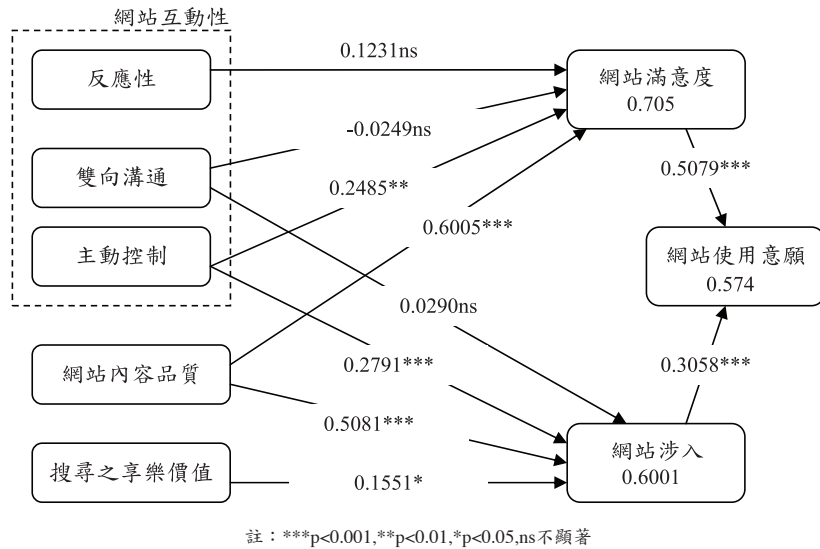 網站互動性
反應性
0.1231ns
網站滿意度
0.705
-0.0249ns
雙向溝通
0.2485**
0.5079***
主動控制
0.6005***
網站使用意願
0.574
0.0290ns
網站內容品質
0.2791***
0.3058***
0.5081***
網站涉入
0.6001
搜尋之享樂價值
0.1551*
註：***p<0.001,**p<0.01,*p<0.05,ns不顯著